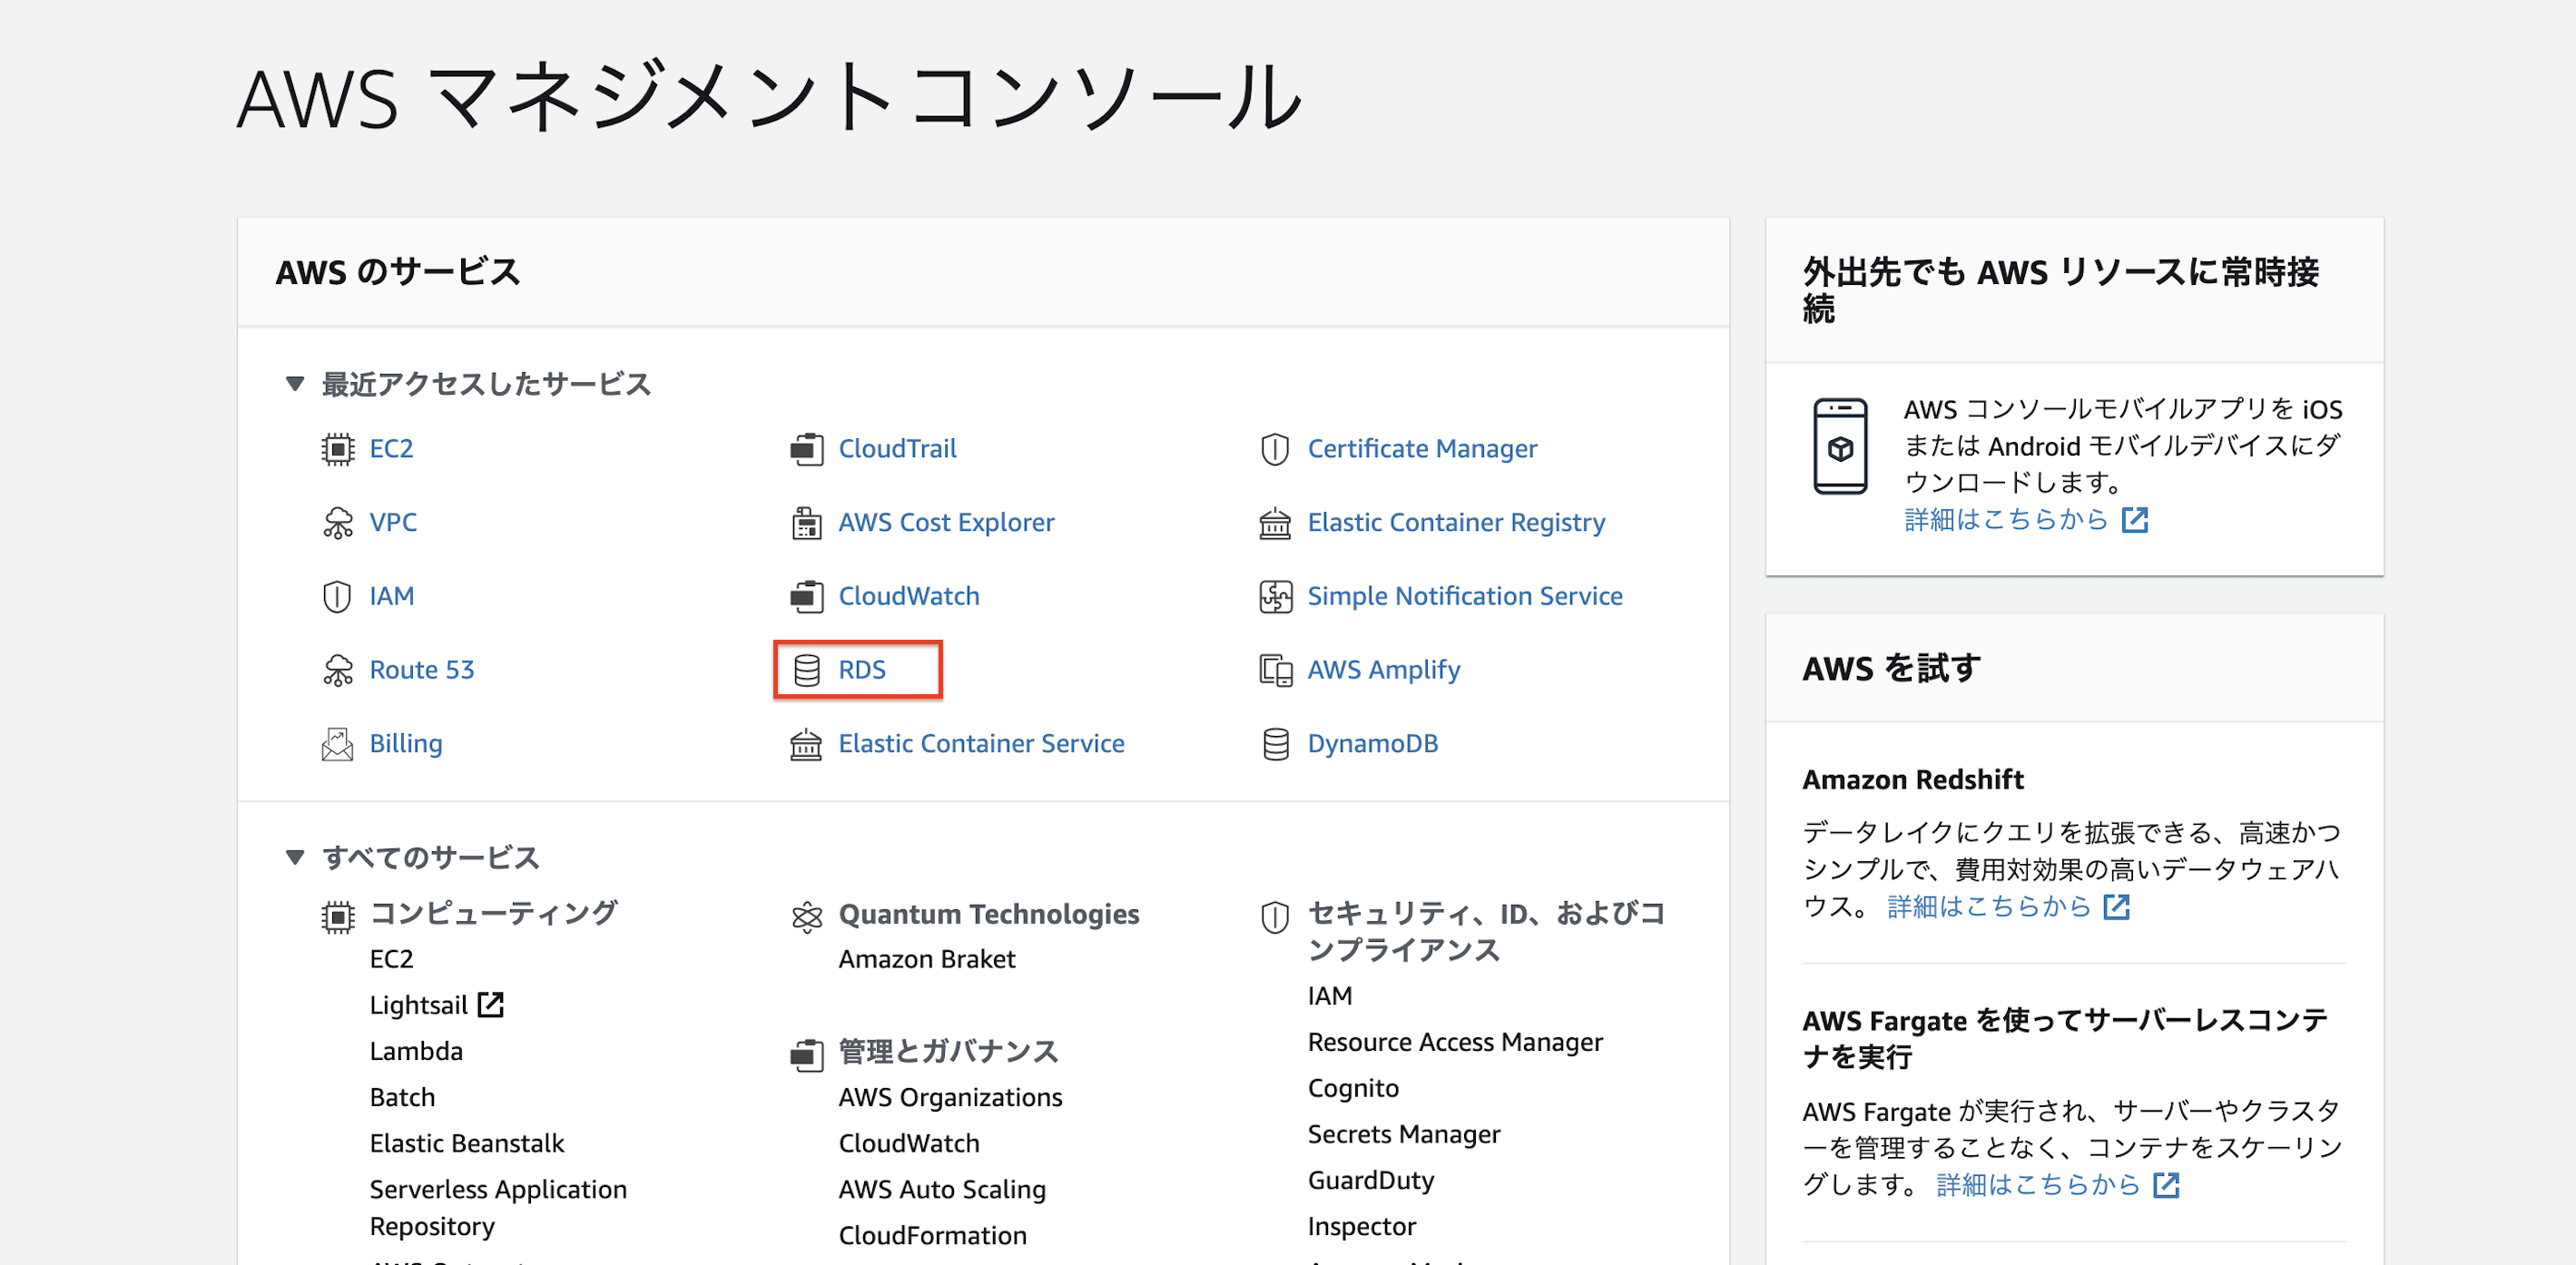 AWS マネジメントコンソール
AWS のサービス
▼ 最近アクセスしたサービス
EC2
VPC
IAM
Route 53
Billing
CloudTrail
AWS Cost Explorer
CloudWatch
RDS
Elastic Container Service
Certificate Manager
Elastic Container Registry
Simple Notification Service
AWS Amplify
DynamoDB
▼ すべてのサービス
コンピューティング
EC2
Lightsail
Lambda
Batch
Elastic Beanstalk
Serverless Application
Repository
Quantum Technologies
Amazon Braket
管理とガバナンス
AWS Organizations
CloudWatch
AWS Auto Scaling
CloudFormation
セキュリティ、ID、およびコ
ンプライアンス
IAM
Resource Access Manager
Cognito
Secrets Manager
GuardDuty
Inspector
外出先でも AWS リソースに常時接
続
AWS コンソールモバイルアプリを iOS
または Android モバイルデバイスにダ
ウンロードします。
詳細はこちらから
AWS を試す
Amazon Redshift
データレイクにクエリを拡張できる、高速かつ
シンプルで、費用対効果の高いデータウェアハ
ウス。 詳細はこちらから
AWS Fargate を使ってサーバーレスコンテ
ナを実行
AWS Fargate が実行され、サーバーやクラスタ
ーを管理することなく、コンテナをスケーリン
グします。 詳細はこちらから